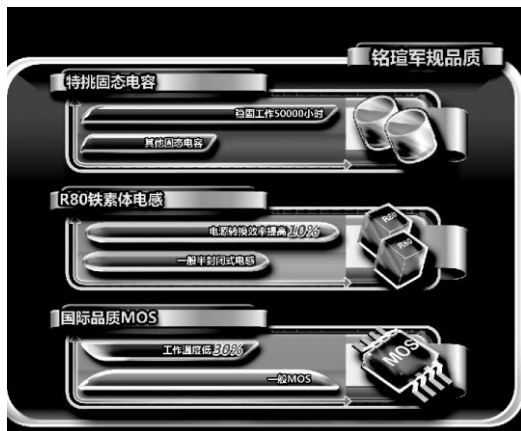 铭瑄军规品质
特挑固态电容
稳固工作50000小时
其他固态电容
R80铁素体电感
电源转换效率提高10%
一般半封闭式电感
R80
R80
国际品质MOS
工作温度低30%
一般MOS
MOS